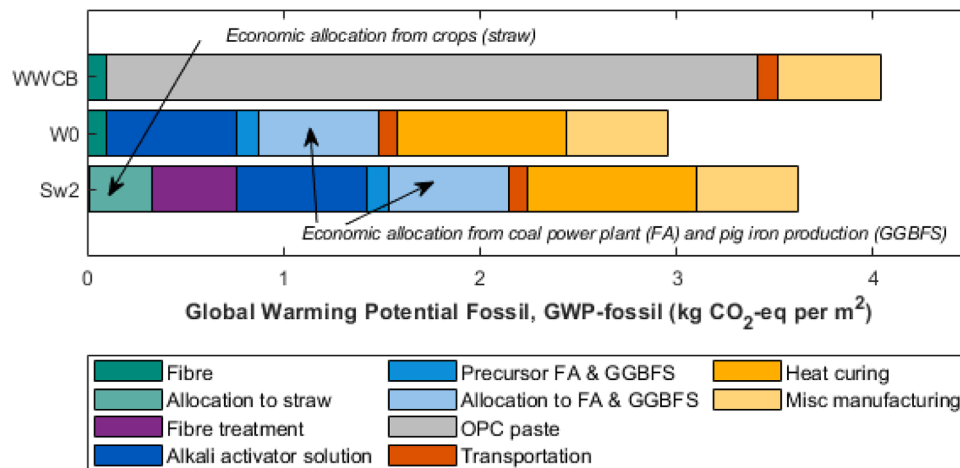 Economic allocation from crops (straw)
WWCB
W0
Sw2
Economic allocation from coal power plant (FA) and pig iron production (GGBFS)
0 1 2 3 4
Global Warming Potential Fossil, GWP-fossil (kg CO₂-eq per m²)
Fibre Precursor FA & GGBFS Heat curing
Allocation to straw Allocation to FA & GGBFS Misc manufacturing
Fibre treatment OPC paste
Alkali activator solution Transportation